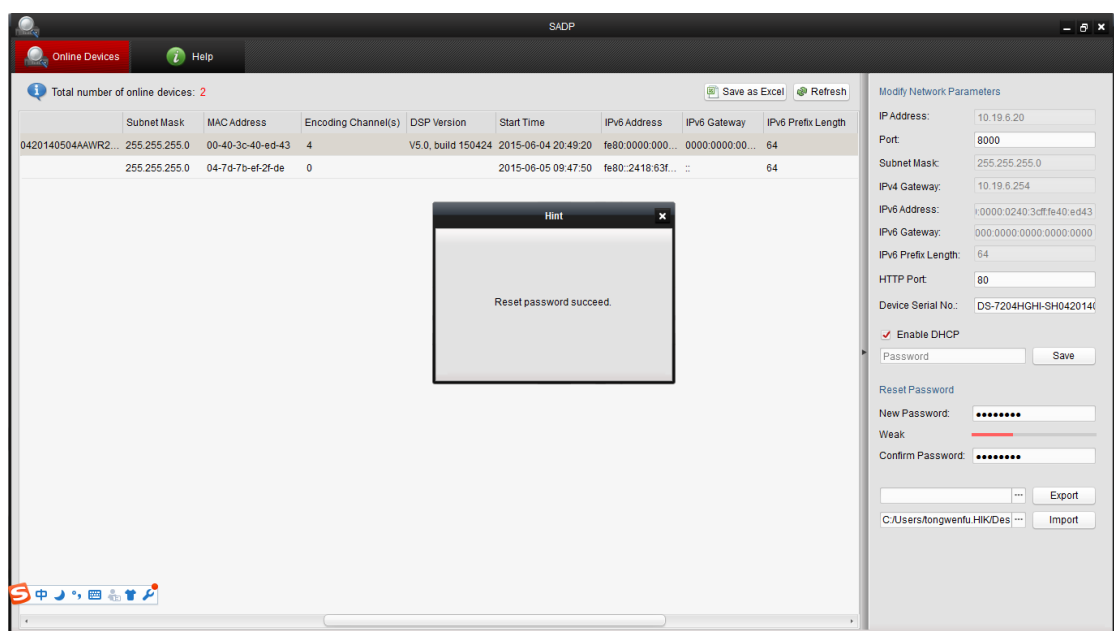 SADP
Online Devices
Help
Total number of online devices: 2
Save as Excel
Refresh
Subnet Mask MAC Address Encoding Channel(s) DSP Version Start Time IPv6 Address IPv6 Gateway IPv6 Prefix Length
0420140504AAWR2... 255.255.255.0 00-40-3c-40-ed-43 4 V5.0, build 150424 2015-06-04 20:49:20 fe80:0000:000... 0000:0000:00... 64
255.255.255.0 04-7d-7b-ef-2f-de 0 2015-06-05 09:47:50 fe80::2418:63f... :: 64
Hint
Reset password succeed.
Modify Network Parameters
IP Address: 10.19.6.20
Port: 8000
Subnet Mask: 255.255.255.0
IPv4 Gateway: 10.19.6.254
IPv6 Address: :0000:0240:3cff:fe40:ed43
IPv6 Gateway: 000:0000:0000:0000:0000
IPv6 Prefix Length: 64
HTTP Port: 80
Device Serial No.: DS-7204HGHI-SH0420140
Enable DHCP
Password
Save
Reset Password
New Password: ●●●●●●●●
Weak
Confirm Password: ●●●●●●●●
... Export
C:/Users/tongwenfu.HIK/Des ... Import
中